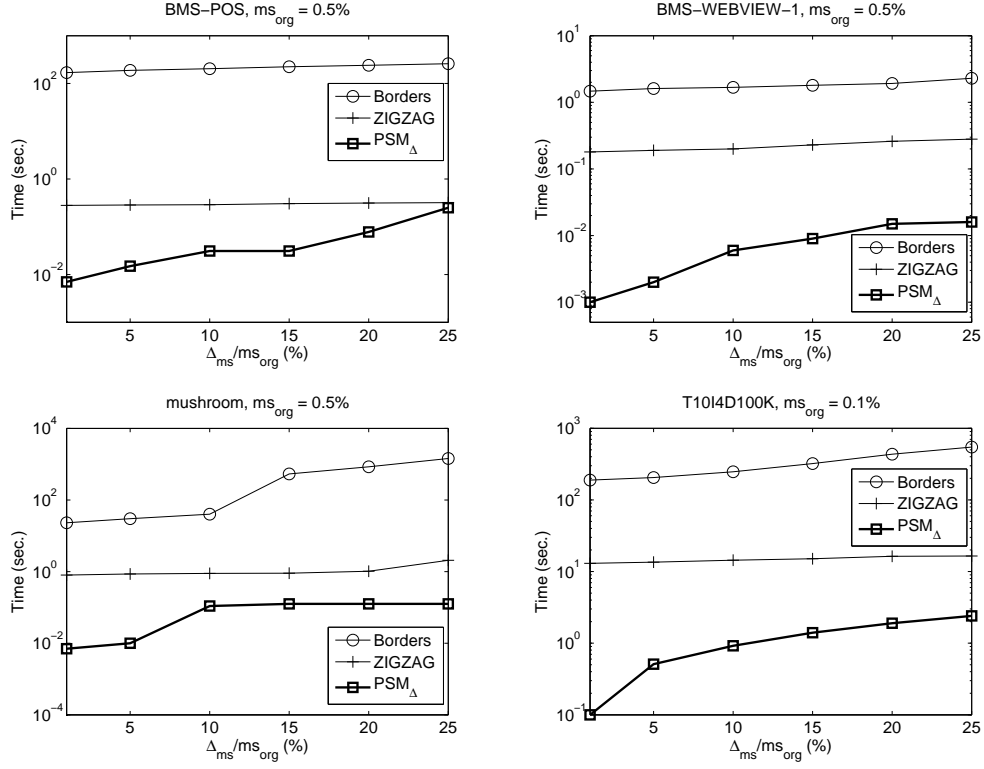 BMS−POS, ms_org = 0.5%
10^2
10^0
10^−2
Time (sec.)
Borders
ZIGZAG
PSM_Δ
5 10 15 20 25
Δ_ms/ms_org (%)
BMS−WEBVIEW−1, ms_org = 0.5%
10^1
10^0
10^−1
10^−2
10^−3
Time (sec.)
Borders
ZIGZAG
PSM_Δ
5 10 15 20 25
Δ_ms/ms_org (%)
mushroom, ms_org = 0.5%
10^4
10^2
10^0
10^−2
10^−4
Time (sec.)
Borders
ZIGZAG
PSM_Δ
5 10 15 20 25
Δ_ms/ms_org (%)
T10I4D100K, ms_org = 0.1%
10^3
10^2
10^1
10^0
10^−1
Time (sec.)
Borders
ZIGZAG
PSM_Δ
5 10 15 20 25
Δ_ms/ms_org (%)